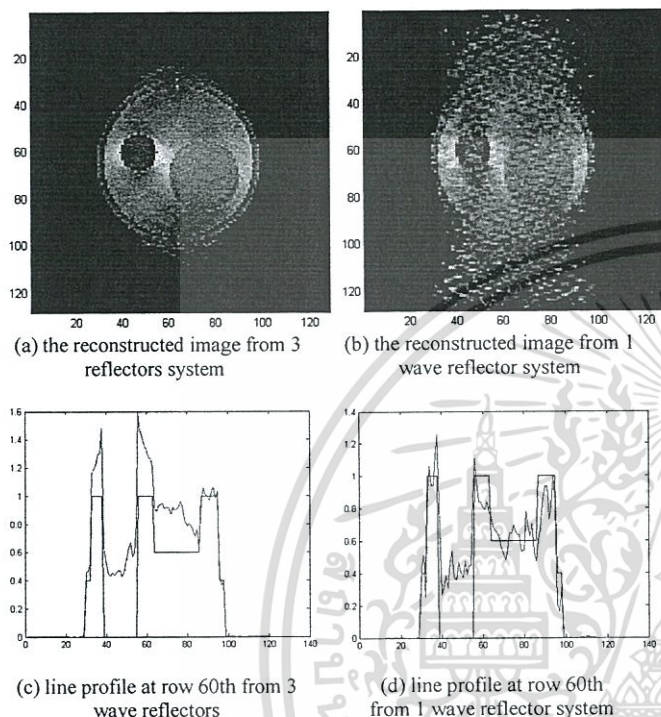 20
40
60
80
100
120
20 40 60 80 100 120
(a) the reconstructed image from 3
reflectors system
20
40
60
80
100
120
20 40 60 80 100 120
(b) the reconstructed image from 1
wave reflector system
1.6
1.4
1.2
1
0.8
0.6
0.4
0.2
0
0 20 40 60 80 100 120 140
(c) line profile at row 60th from 3
wave reflectors
1.4
1.2
1
0.8
0.6
0.4
0.2
0
0 20 40 60 80 100 120 140
(d) line profile at row 60th
from 1 wave reflector system